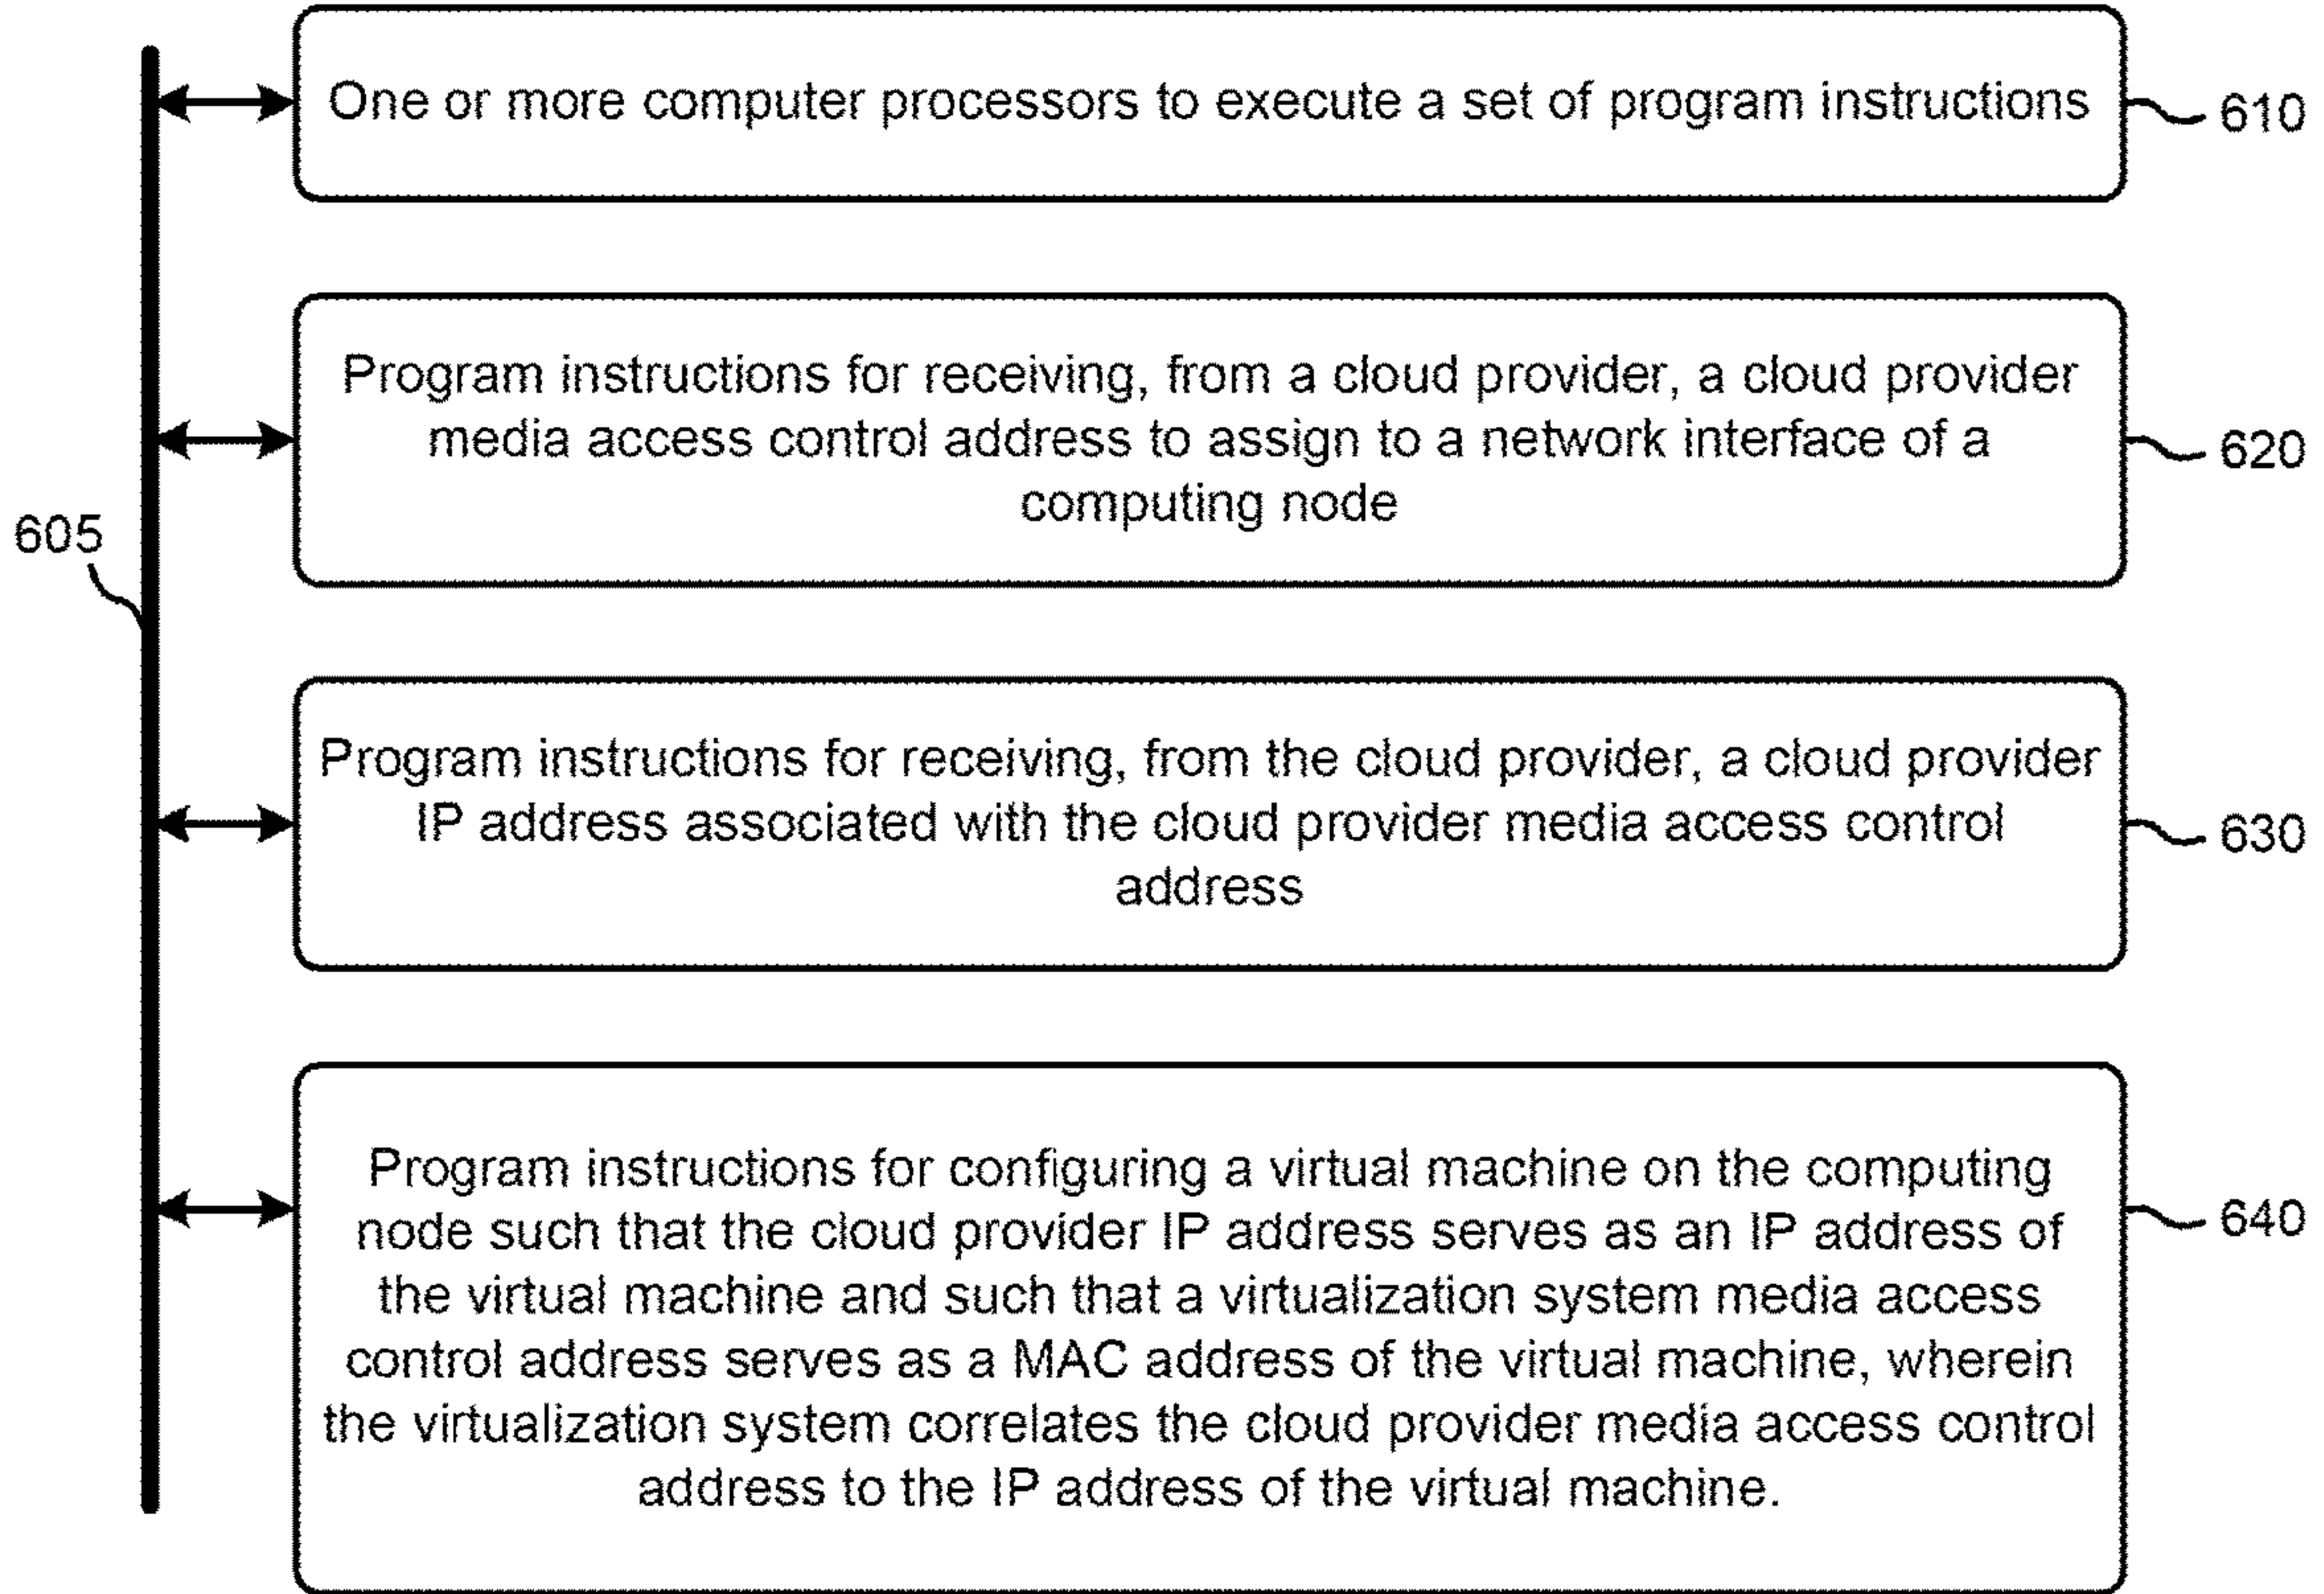 One or more computer processors to execute a set of program instructions
610
Program instructions for receiving, from a cloud provider, a cloud provider
media access control address to assign to a network interface of a
computing node
620
605
Program instructions for receiving, from the cloud provider, a cloud provider
IP address associated with the cloud provider media access control
address
630
Program instructions for configuring a virtual machine on the computing
node such that the cloud provider IP address serves as an IP address of
the virtual machine and such that a virtualization system media access
control address serves as a MAC address of the virtual machine, wherein
the virtualization system correlates the cloud provider media access control
address to the IP address of the virtual machine.
640